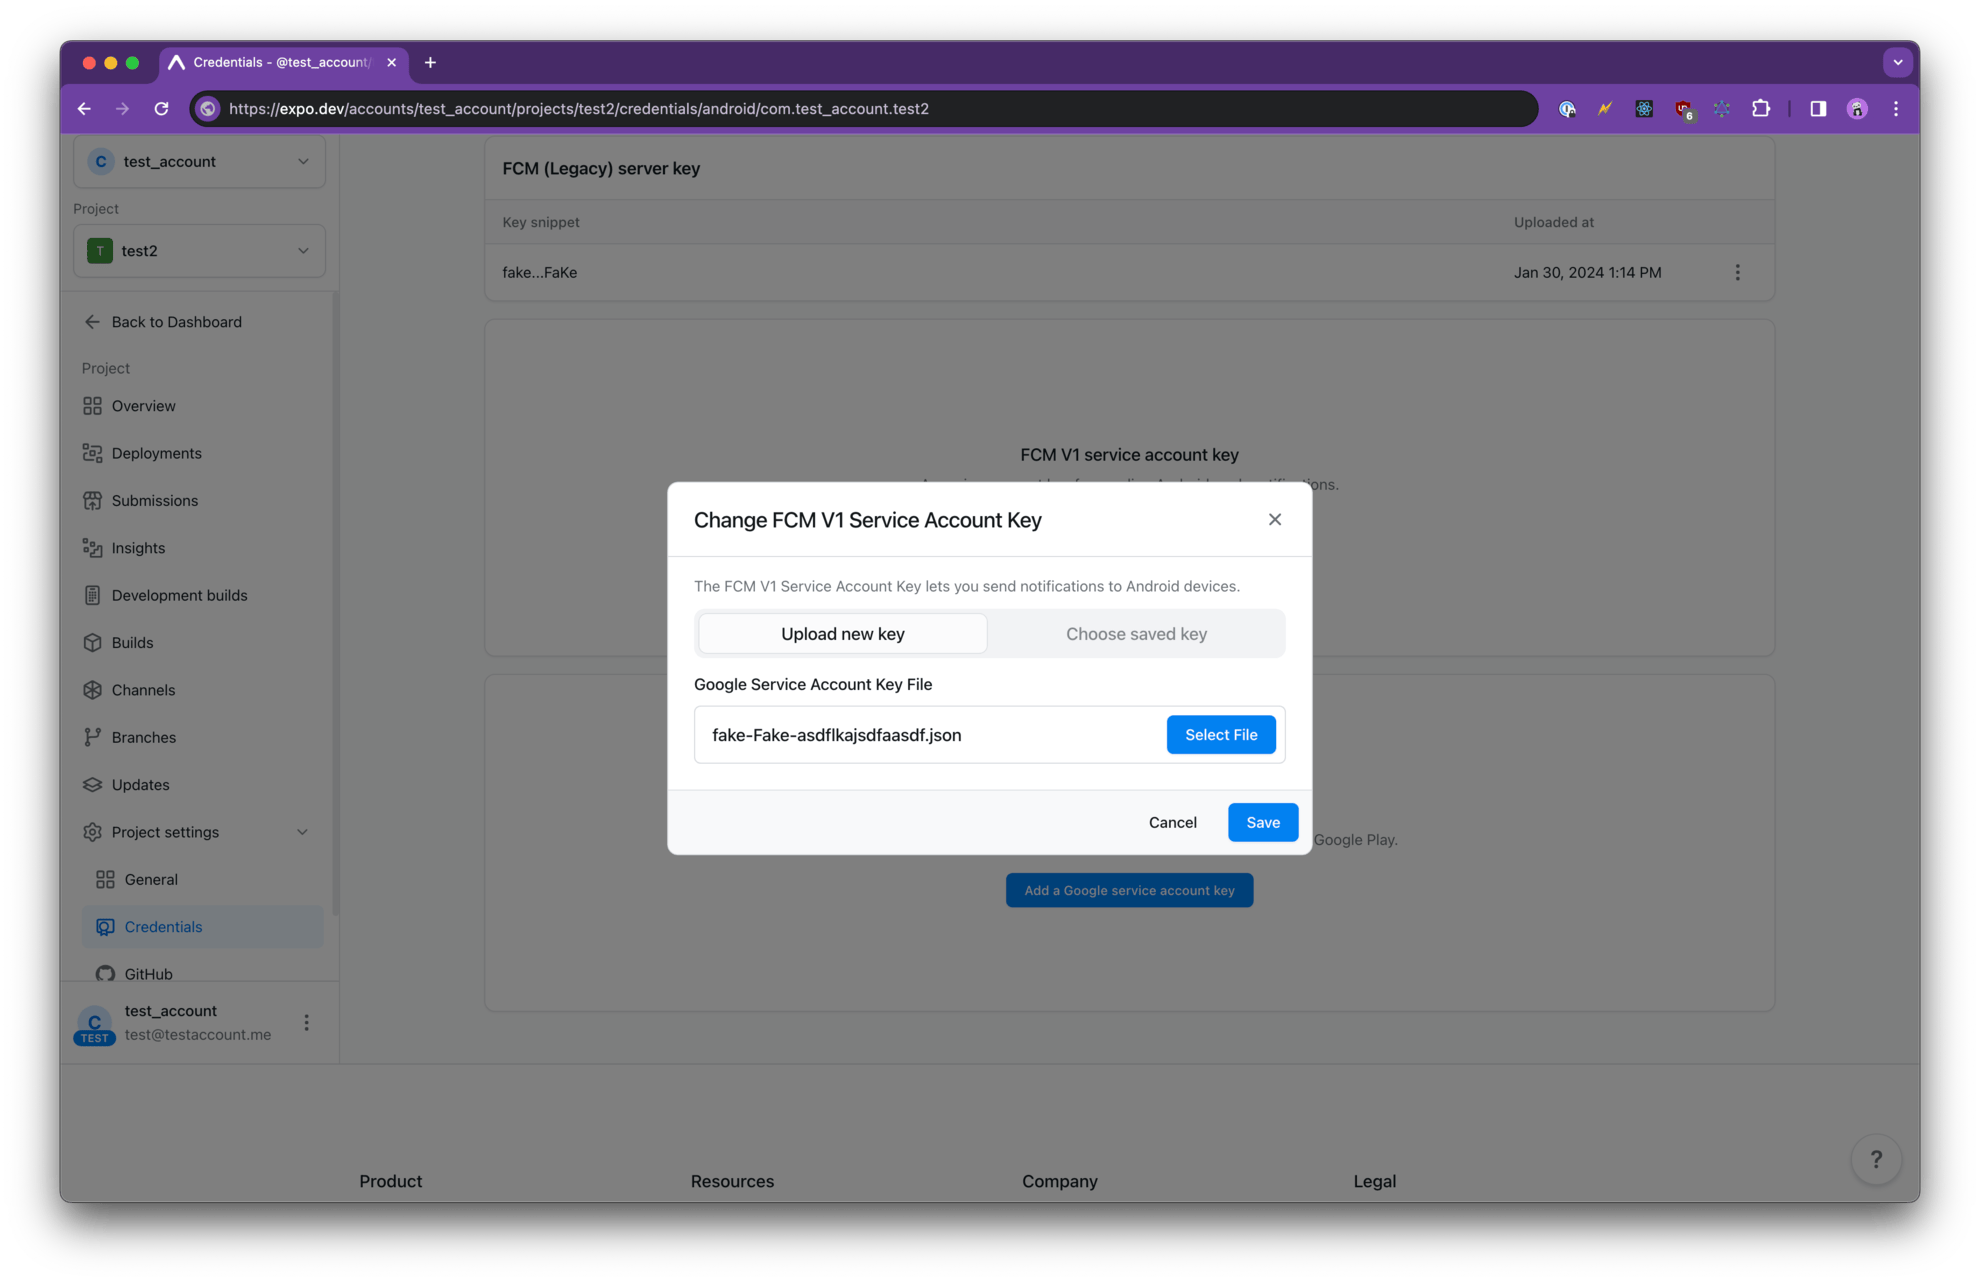 Credentials - @test_account/
https://expo.dev/accounts/test_account/projects/test2/credentials/android/com.test_account.test2
6
C test_account
Project
T test2
Back to Dashboard
Project
Overview
Deployments
Submissions
Insights
Development builds
Builds
Channels
Branches
Updates
Project settings
General
Credentials
GitHub
C
TEST
test_account
test@testaccount.me
FCM (Legacy) server key
Key snippet
Uploaded at
fake...FaKe
Jan 30, 2024 1:14 PM
FCM V1 service account key
Change FCM V1 Service Account Key
The FCM V1 Service Account Key lets you send notifications to Android devices.
Upload new key
Choose saved key
Google Service Account Key File
fake-Fake-asdflkajsdfaasdf.json
Select File
Cancel
Save
Google Play.
Add a Google service account key
?
Product
Resources
Company
Legal